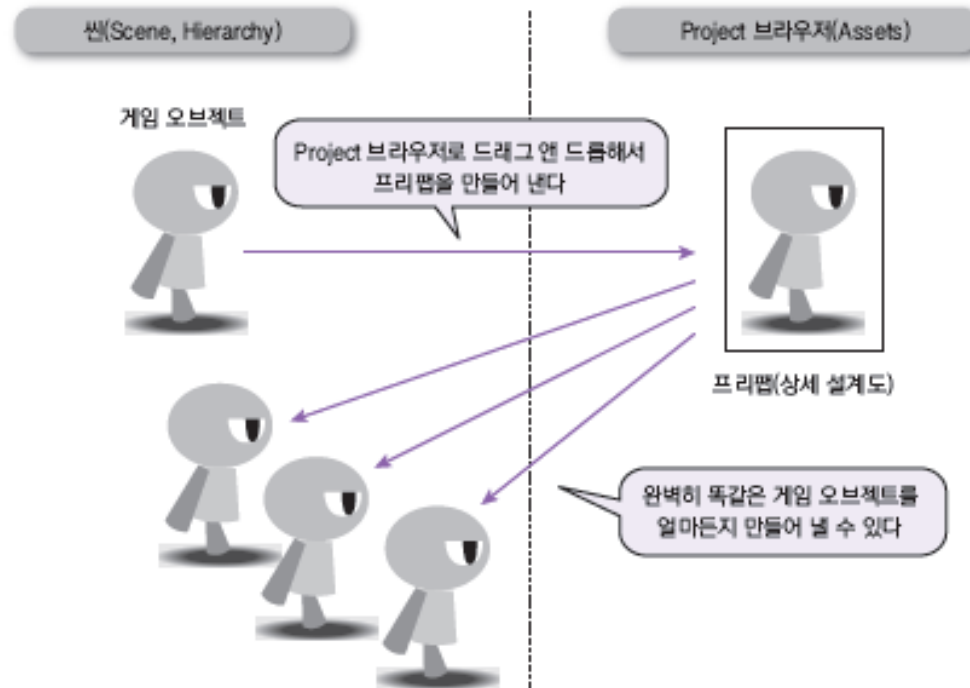 씬(Scene, Hierarchy)
Project 브라우저(Assets)
게임 오브젝트
Project 브라우저로 드래그 앤 드롭해서
프리팹을 만들어 낸다
프리팹(상세 설계도)
완벽히 똑같은 게임 오브젝트를
얼마든지 만들어 낼 수 있다